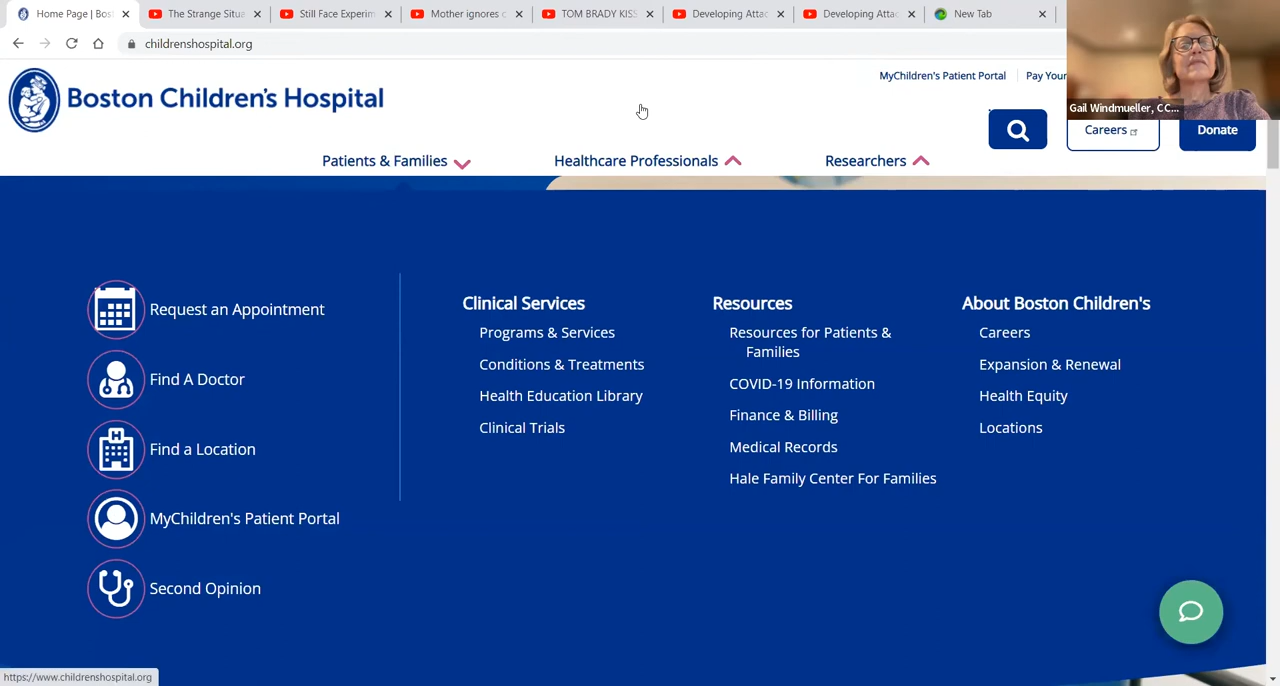 Home Page | Bost
The Strange Situa
Still Face Experim
Mother ignores c
TOM BRADY KISS
Developing Attac
Developing Attac
New Tab
childrenshospital.org
MyChildren's Patient Portal
Pay Your
Boston Children's Hospital
Gail Windmueller, CC...
Careers
Donate
Patients & Families
Healthcare Professionals
Researchers
Request an Appointment
Find A Doctor
Find a Location
MyChildren's Patient Portal
Second Opinion
Clinical Services
Programs & Services
Conditions & Treatments
Health Education Library
Clinical Trials
Resources
Resources for Patients &
Families
COVID-19 Information
Finance & Billing
Medical Records
Hale Family Center For Families
About Boston Children's
Careers
Expansion & Renewal
Health Equity
Locations
https://www.childrenshospital.org